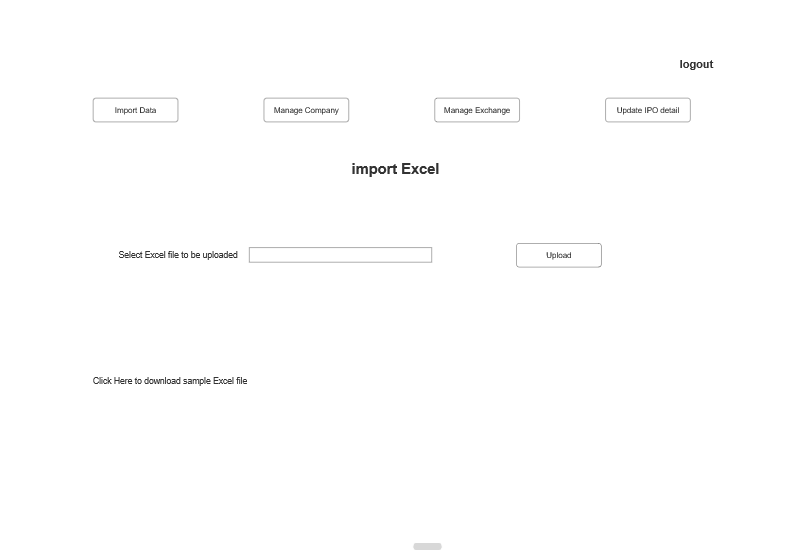 logout
Import Data
Manage Company
Manage Exchange
Update IPO detail
import Excel
Select Excel file to be uploaded
Upload
Click Here to download sample Excel file